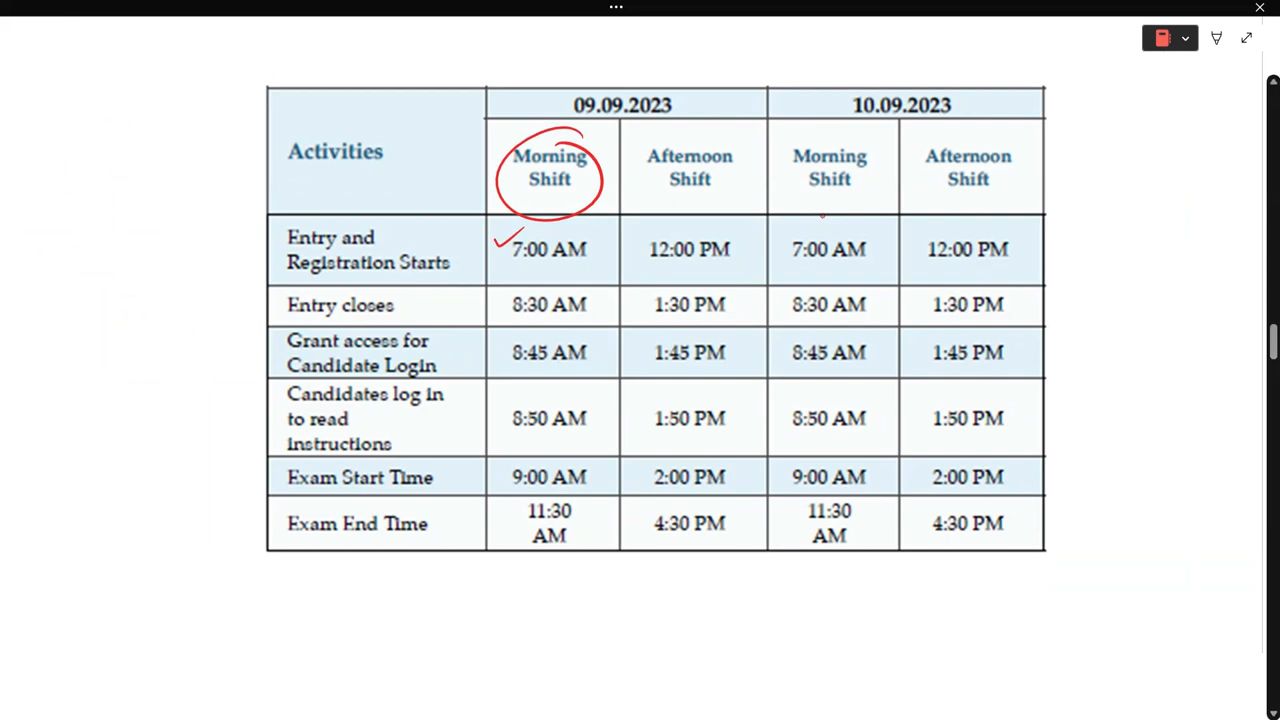 Activities 09.09.2023 10.09.2023
Morning Shift Afternoon Shift Morning Shift Afternoon Shift
Entry and Registration Starts 7:00 AM 12:00 PM 7:00 AM 12:00 PM
Entry closes 8:30 AM 1:30 PM 8:30 AM 1:30 PM
Grant access for Candidate Login 8:45 AM 1:45 PM 8:45 AM 1:45 PM
Candidates log in to read instructions 8:50 AM 1:50 PM 8:50 AM 1:50 PM
Exam Start Time 9:00 AM 2:00 PM 9:00 AM 2:00 PM
Exam End Time 11:30 AM 4:30 PM 11:30 AM 4:30 PM